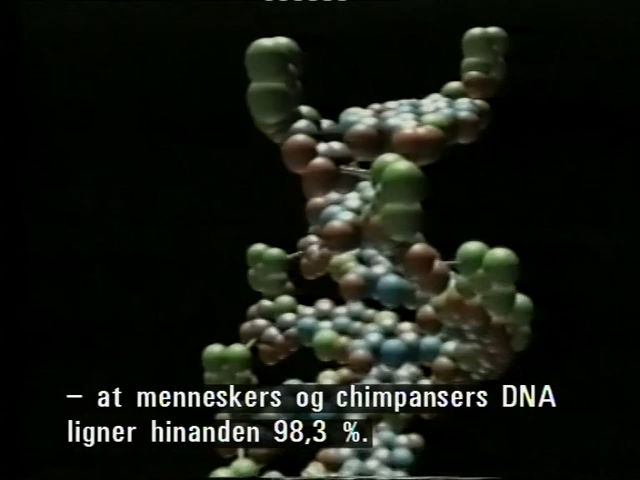 – at menneskers og chimpansers DNA
ligner hinanden 98,3 %.